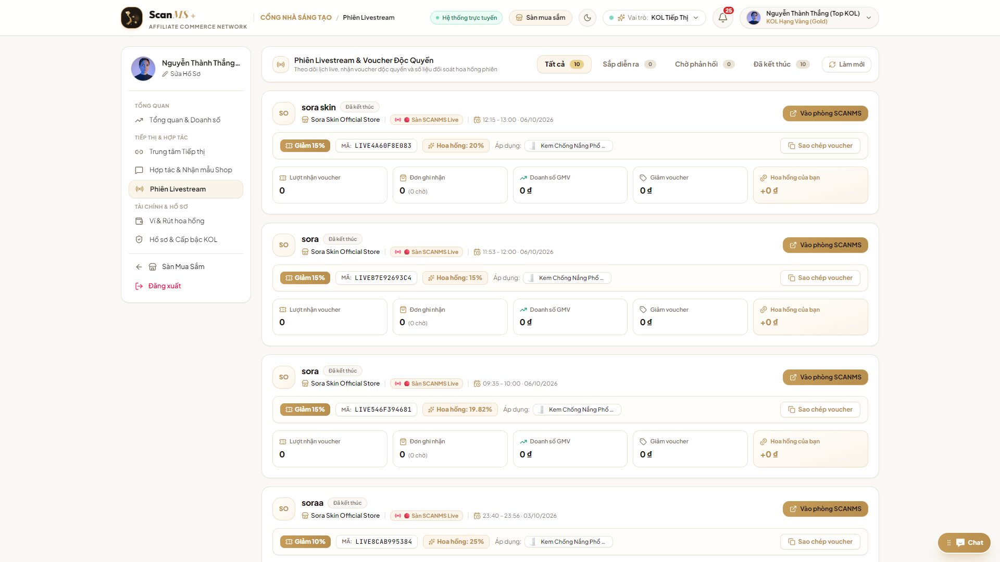 ScanMS
AFFILIATE COMMERCE NETWORK
CỔNG NHÀ SÁNG TẠO / Phiên Livestream
Hệ thống trực tuyến
Sàn mua sắm
Vai trò: KOL Tiếp Thị
25
Nguyễn Thành Thắng (Top KOL)
KOL Hạng Vàng (Gold)
Nguyễn Thành Thắng...
Sửa Hồ Sơ
TỔNG QUAN
Tổng quan & Doanh số
TIẾP THỊ & HỢP TÁC
Trung tâm Tiếp thị
Hợp tác & Nhận mẫu Shop
Phiên Livestream
TÀI CHÍNH & HỒ SƠ
Ví & Rút hoa hồng
Hồ sơ & Cấp bậc KOL
Sàn Mua Sắm
Đăng xuất
Phiên Livestream & Voucher Độc Quyền
Theo dõi lịch live, nhận voucher độc quyền và số liệu đối soát hoa hồng phiên
Tất cả 10
Sắp diễn ra 0
Chờ phản hồi 0
Đã kết thúc 10
Làm mới
SO
sora skin Đã kết thúc
Sora Skin Official Store
Sàn SCANMS Live
12:15 – 13:00 · 06/10/2026
Vào phòng SCANMS
Giảm 15%
MÃ: LIVE4A60F8E083
Hoa hồng: 20%
Áp dụng: Kem Chống Nắng Phổ ...
Sao chép voucher
Lượt nhận voucher
0
Đơn ghi nhận
0 (0 chờ)
Doanh số GMV
0 ₫
Giảm voucher
0 ₫
Hoa hồng của bạn
+0 ₫
SO
sora Đã kết thúc
Sora Skin Official Store
Sàn SCANMS Live
11:53 – 12:00 · 06/10/2026
Vào phòng SCANMS
Giảm 15%
MÃ: LIVEB7E92693C4
Hoa hồng: 15%
Áp dụng: Kem Chống Nắng Phổ ...
Sao chép voucher
Lượt nhận voucher
0
Đơn ghi nhận
0 (0 chờ)
Doanh số GMV
0 ₫
Giảm voucher
0 ₫
Hoa hồng của bạn
+0 ₫
SO
sora Đã kết thúc
Sora Skin Official Store
Sàn SCANMS Live
09:35 – 10:00 · 06/10/2026
Vào phòng SCANMS
Giảm 15%
MÃ: LIVE546F394681
Hoa hồng: 19.82%
Áp dụng: Kem Chống Nắng Phổ ...
Sao chép voucher
Lượt nhận voucher
0
Đơn ghi nhận
0 (0 chờ)
Doanh số GMV
0 ₫
Giảm voucher
0 ₫
Hoa hồng của bạn
+0 ₫
SO
soraa Đã kết thúc
Sora Skin Official Store
Sàn SCANMS Live
23:40 – 23:56 · 03/10/2026
Vào phòng SCANMS
Giảm 10%
MÃ: LIVE8CAB995384
Hoa hồng: 25%
Áp dụng: Kem Chống Nắng Phổ ...
Sao chép voucher
Chat